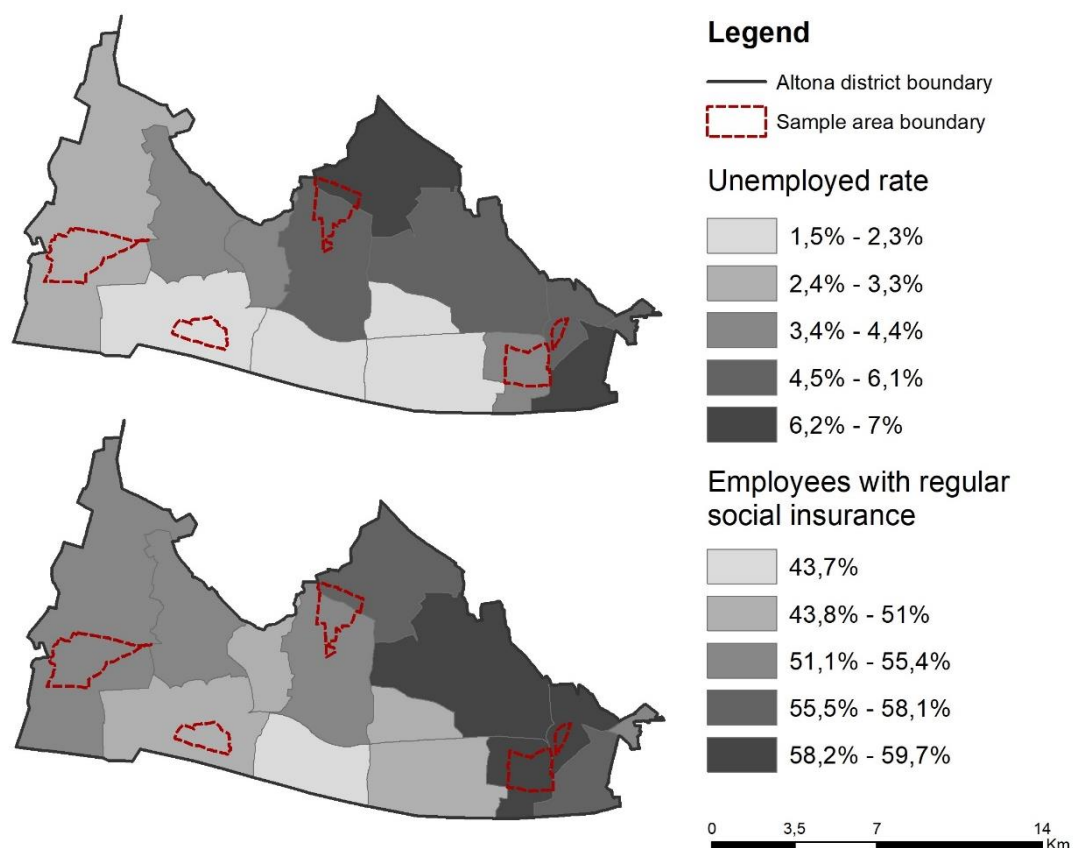 Legend
Altona district boundary
Sample area boundary
Unemployed rate
1,5% - 2,3%
2,4% - 3,3%
3,4% - 4,4%
4,5% - 6,1%
6,2% - 7%
Employees with regular
social insurance
43,7%
43,8% - 51%
51,1% - 55,4%
55,5% - 58,1%
58,2% - 59,7%
0 3,5 7 14
Km